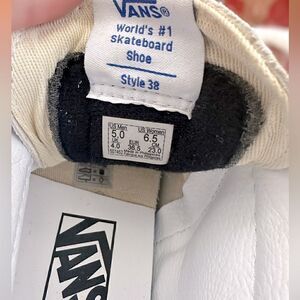 VANS®
World's #1
skateboard
Shoe
Style 38
US Men US Women
5.0 6.5
UK EUR CM
4.0 36.5 23.0
VANS